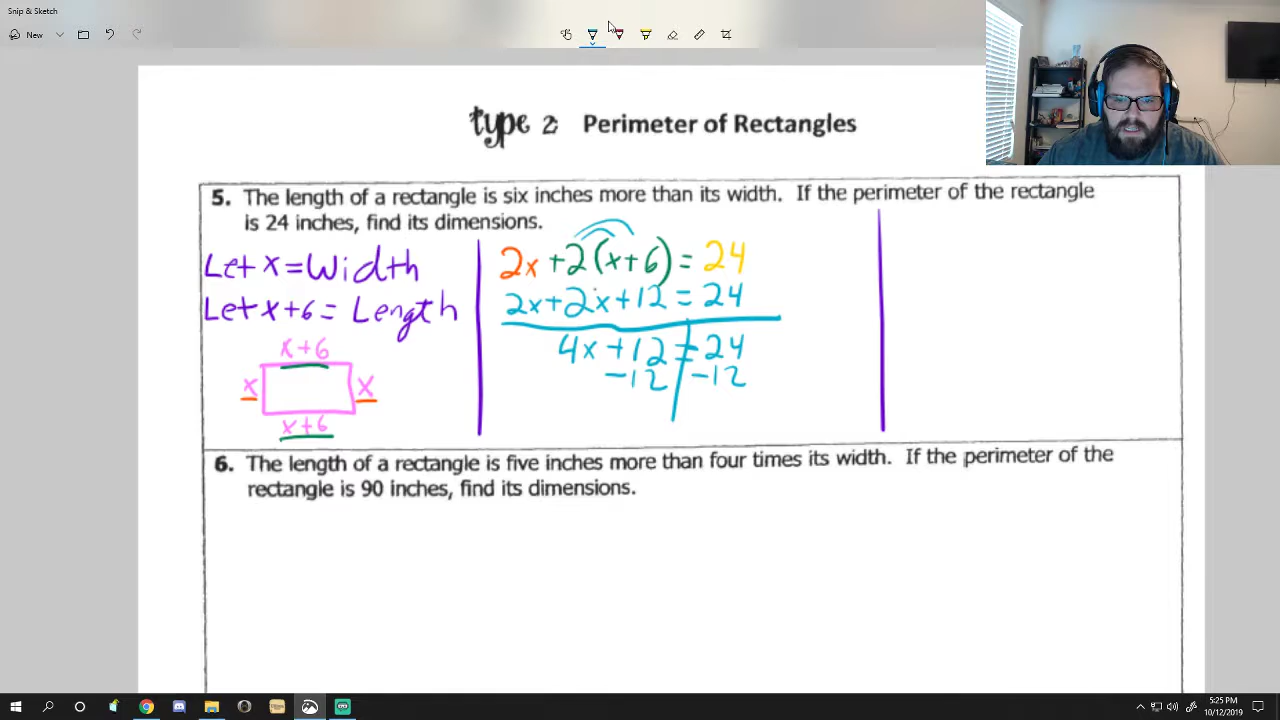 Snip & Sketch
New
type 2: Perimeter of Rectangles
5. The length of a rectangle is six inches more than its width. If the perimeter of the rectangle
is 24 inches, find its dimensions.
Let x = Width
Let x+6 = Length
x+6
x
x
x+6
2x +2(x+6) = 24
2x+2x+12 = 24
4x+12=24
-12 -12
6. The length of a rectangle is five inches more than four times its width. If the perimeter of the
rectangle is 90 inches, find its dimensions.
5:25 PM
10/12/2019